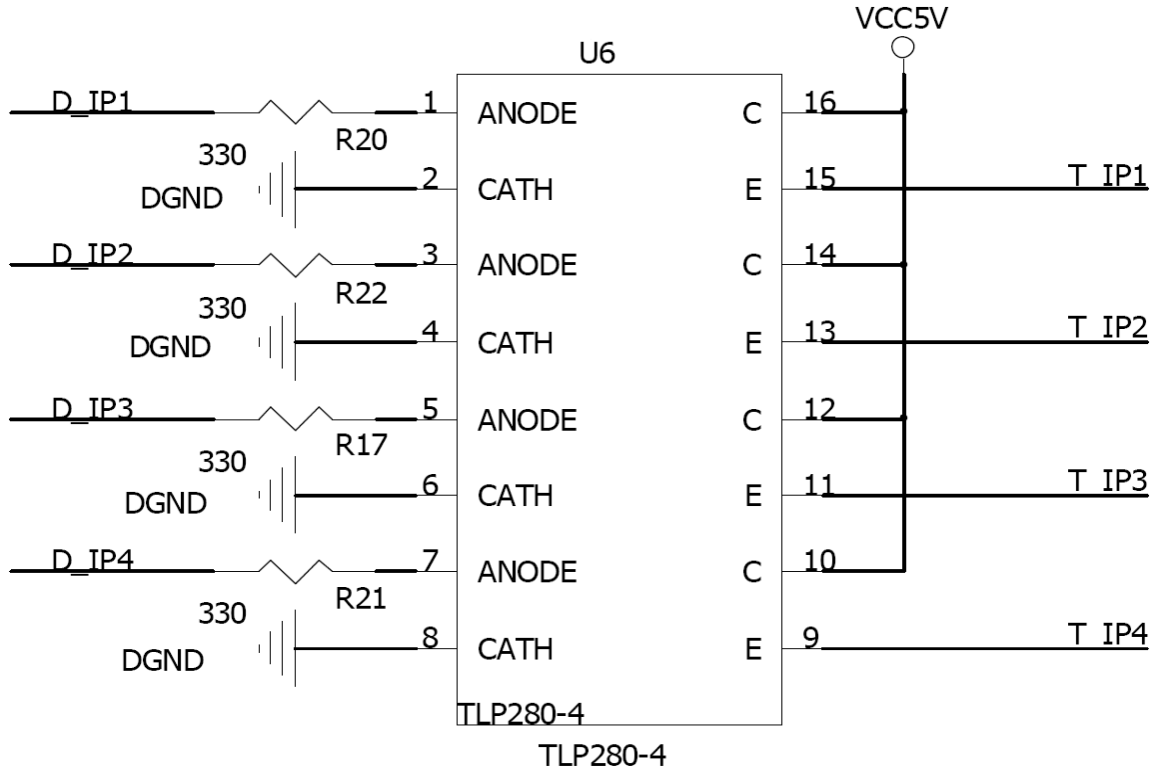 VCC5V
U6
D_IP1 1 ANODE C 16
R20
330
DGND 2 CATH E 15 T_IP1
D_IP2 3 ANODE C 14
R22
330
DGND 4 CATH E 13 T_IP2
D_IP3 5 ANODE C 12
R17
330
DGND 6 CATH E 11 T_IP3
D_IP4 7 ANODE C 10
R21
330
DGND 8 CATH E 9 T_IP4
TLP280-4
TLP280-4